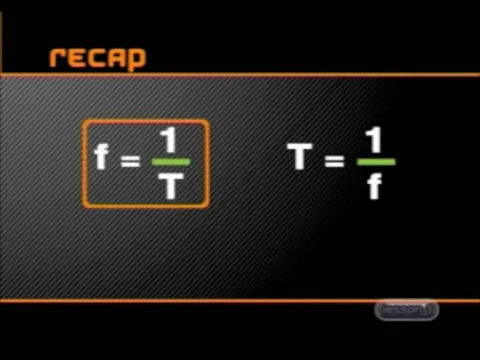 recap
f = 1/T
T = 1/f
lesson 1